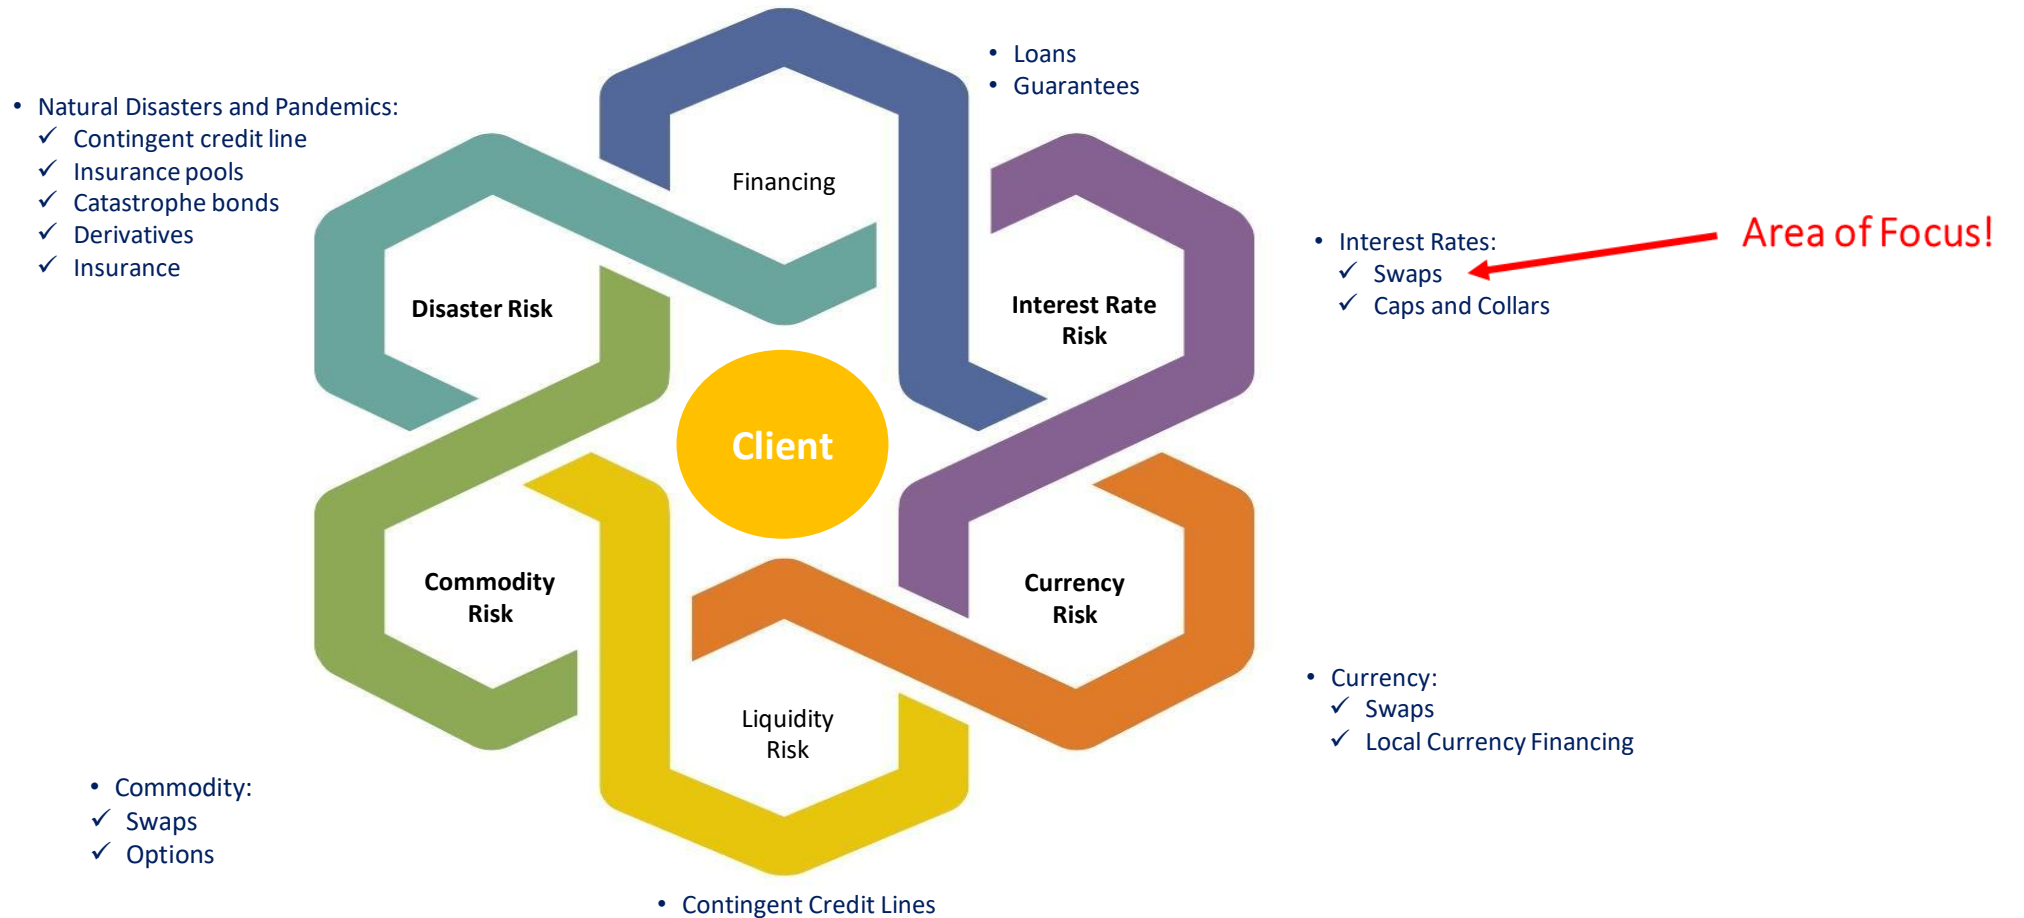 • Loans
• Guarantees
• Natural Disasters and Pandemics:
✓ Contingent credit line
✓ Insurance pools
✓ Catastrophe bonds
✓ Derivatives
✓ Insurance
Financing
• Interest Rates:
✓ Swaps
✓ Caps and Collars
Area of Focus!
Disaster Risk
Interest Rate
Risk
Client
Commodity
Risk
Currency
Risk
Liquidity
Risk
• Currency:
✓ Swaps
✓ Local Currency Financing
• Commodity:
✓ Swaps
✓ Options
• Contingent Credit Lines